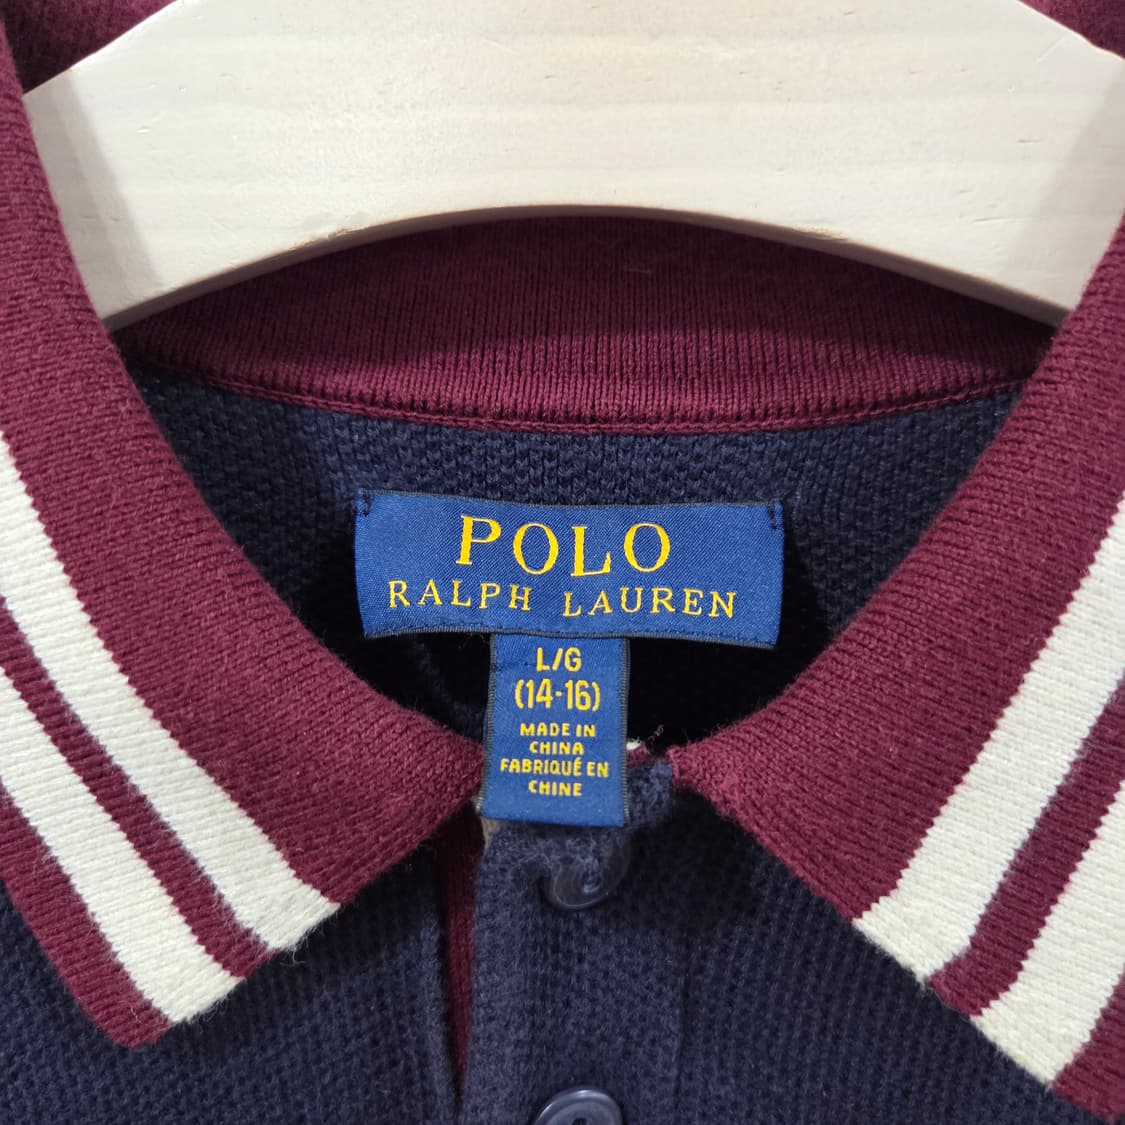 POLO
RALPH LAUREN
L/G
(14-16)
MADE IN
CHINA
FABRIQUÉ EN
CHINE